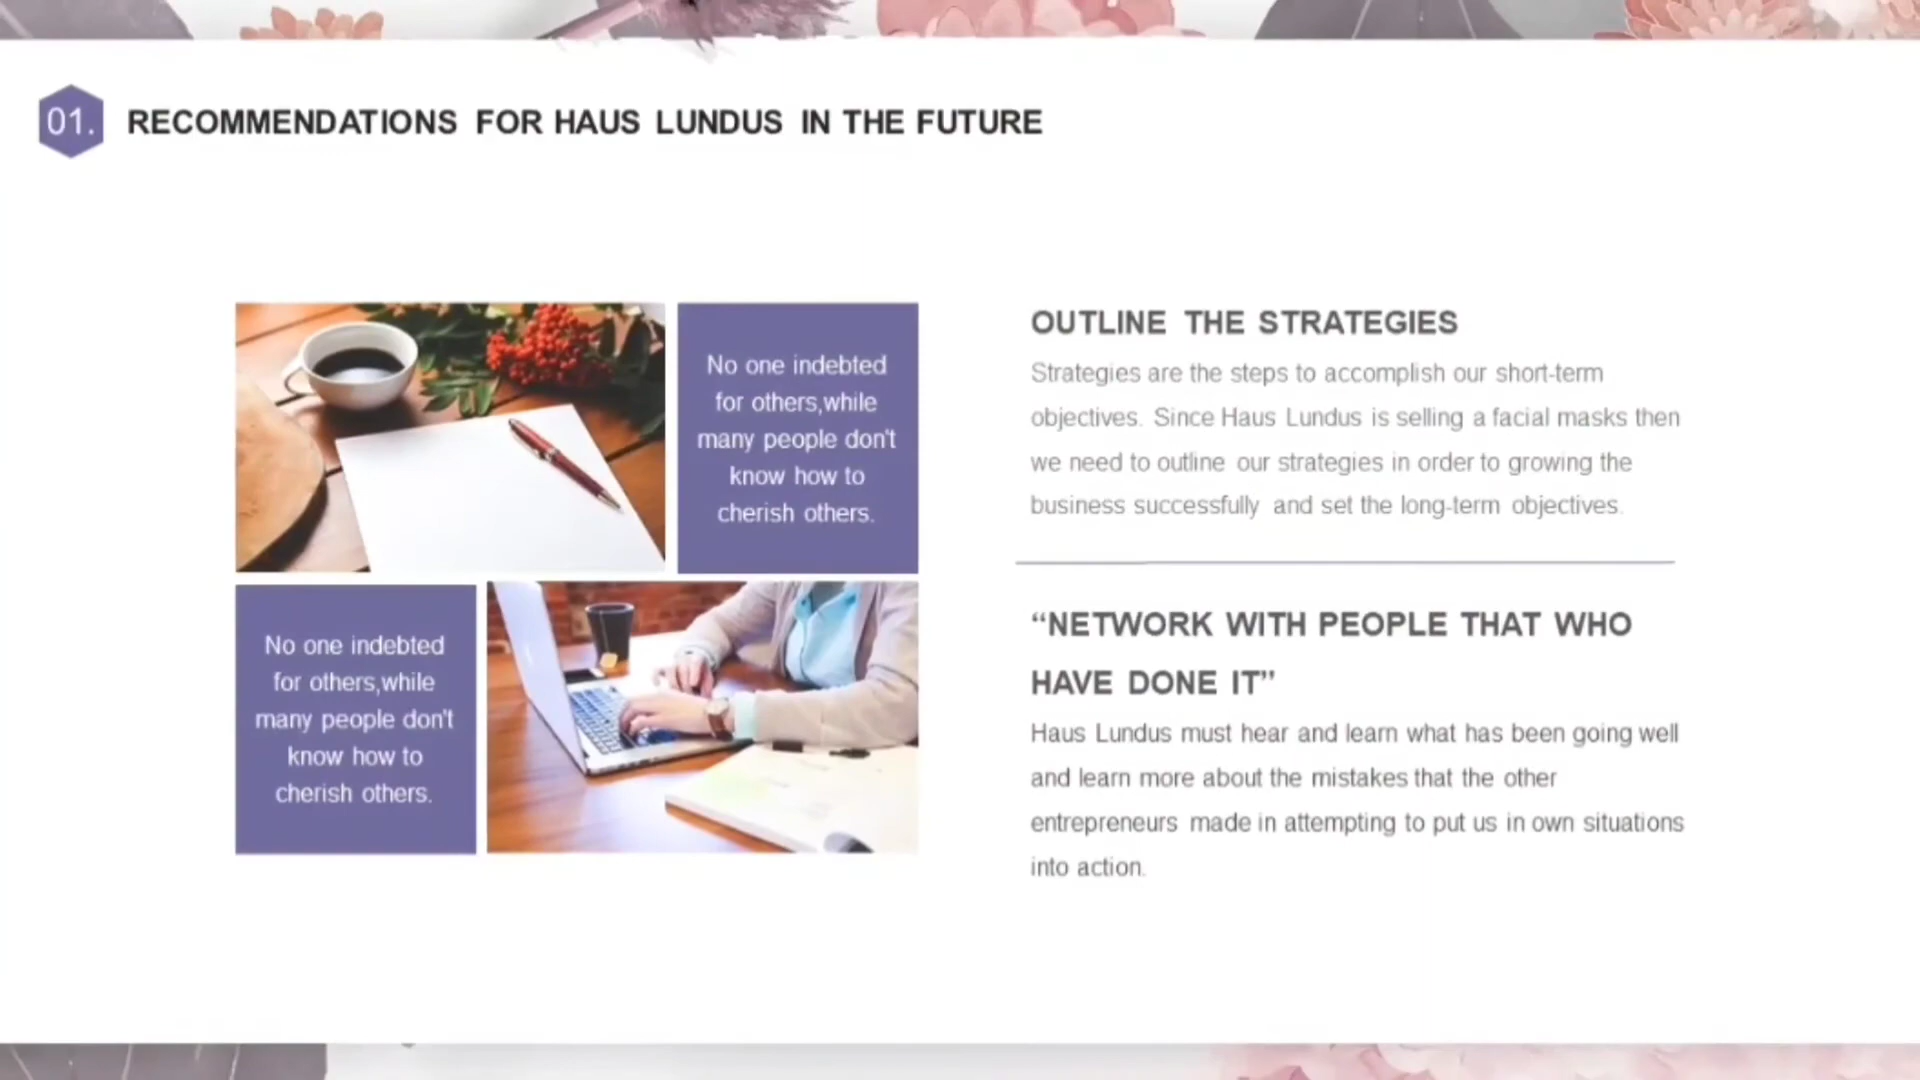 01.
RECOMMENDATIONS FOR HAUS LUNDUS IN THE FUTURE
No one indebted
for others,while
many people don't
know how to
cherish others.
No one indebted
for others,while
many people don't
know how to
cherish others.
OUTLINE THE STRATEGIES
Strategies are the steps to accomplish our short-term
objectives. Since Haus Lundus is selling a facial masks then
we need to outline our strategies in order to growing the
business successfully and set the long-term objectives.
“NETWORK WITH PEOPLE THAT WHO
HAVE DONE IT”
Haus Lundus must hear and learn what has been going well
and learn more about the mistakes that the other
entrepreneurs made in attempting to put us in own situations
into action.